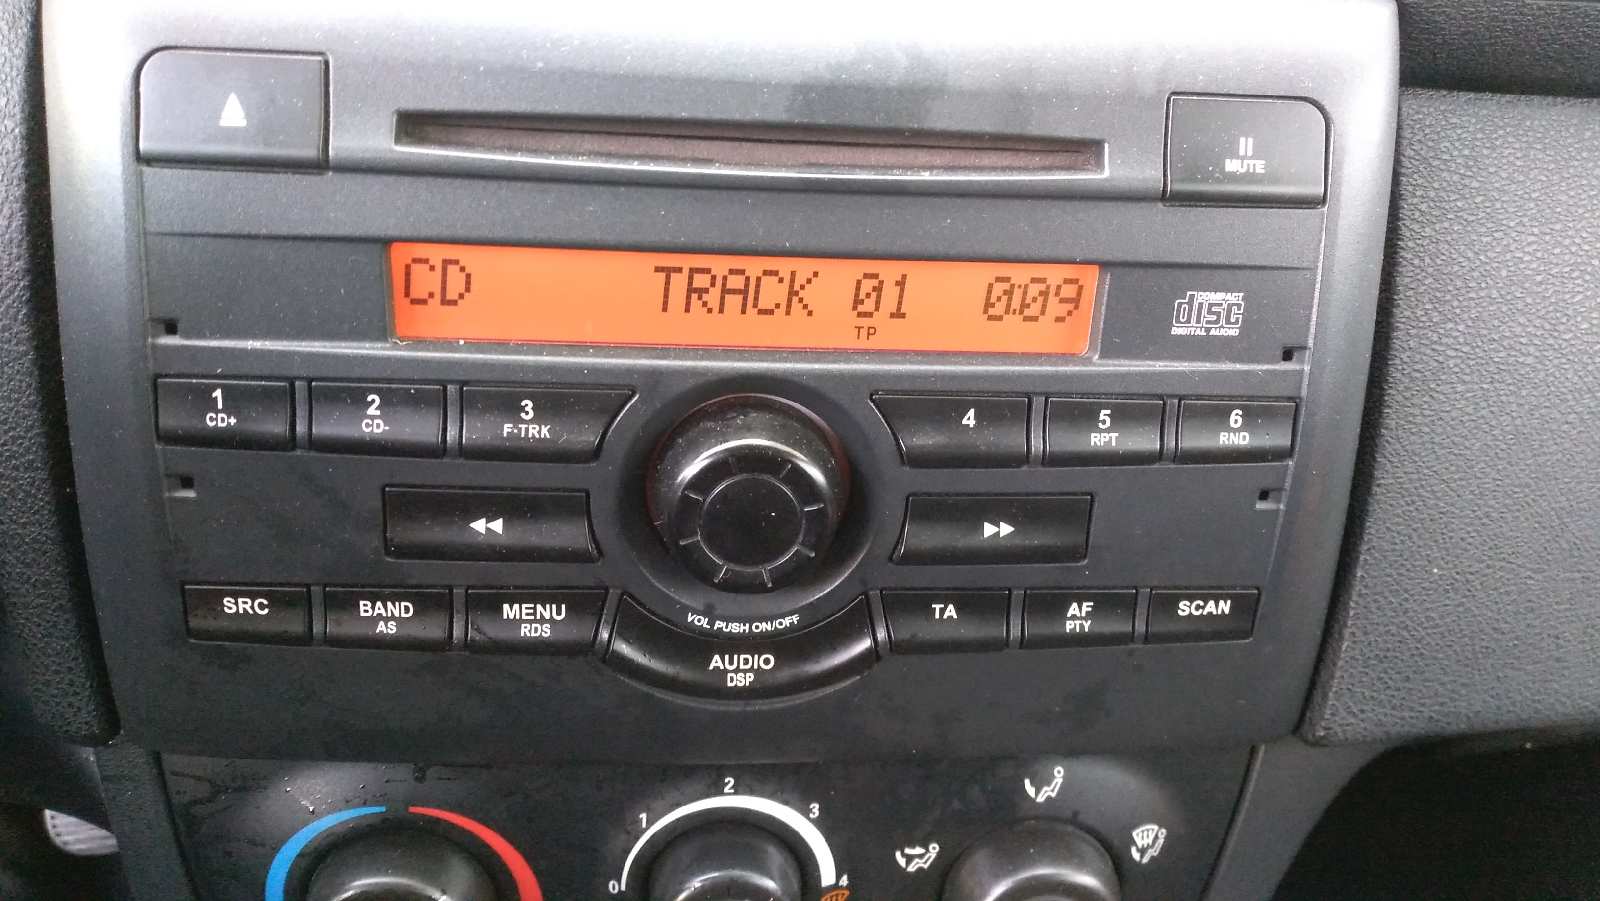 MUTE
CD TRACK 01 0:09
TP
COMPACT
disc
DIGITAL AUDIO
1
CD+
2
CD-
3
F-TRK
4
5
RPT
6
RND
SRC
BAND
AS
MENU
RDS
VOL PUSH ON/OFF
AUDIO
DSP
TA
AF
PTY
SCAN
0
1
2
3
4